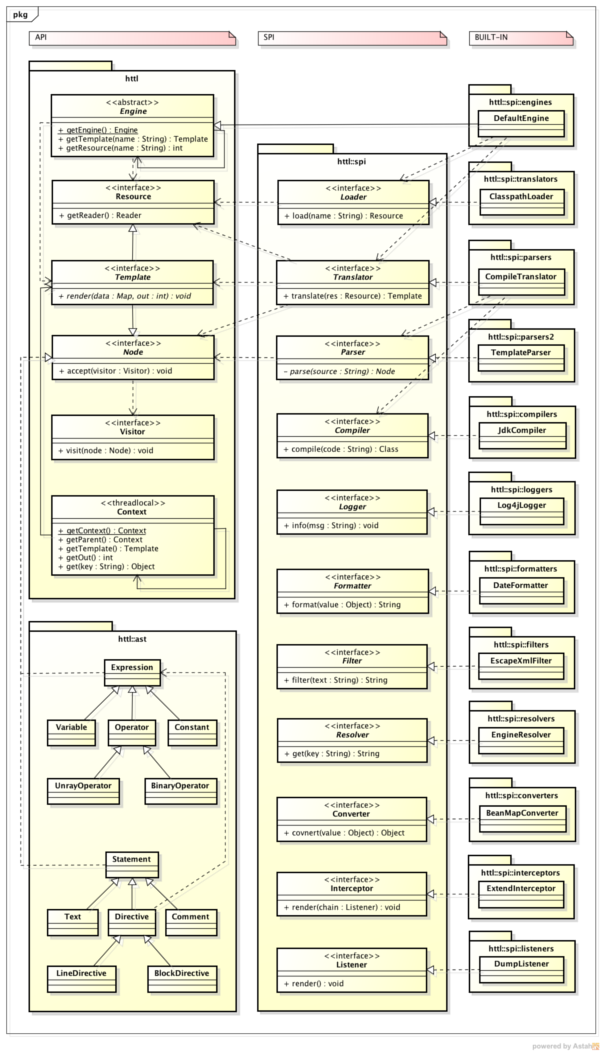 pkg
API
SPI
BUILT-IN
httl
<<abstract>>
Engine
+ getEngine() : Engine
+ getTemplate(name : String) : Template
+ getResource(name : String) : int
<<interface>>
Resource
+ getReader() : Reader
<<interface>>
Template
+ render(data : Map, out : int) : void
<<interface>>
Node
+ accept(visitor : Visitor) : void
<<interface>>
Visitor
+ visit(node : Node) : void
<<threadlocal>>
Context
+ getContext() : Context
+ getParent() : Context
+ getTemplate() : Template
+ getOut() : int
+ get(key : String) : Object
httl::ast
Expression
Variable
Operator
Constant
UnrayOperator
BinaryOperator
Statement
Text
Directive
Comment
LineDirective
BlockDirective
httl::spi
<<interface>>
Loader
+ load(name : String) : Resource
<<interface>>
Translator
+ translate(res : Resource) : Template
<<interface>>
Parser
- parse(source : String) : Node
<<interface>>
Compiler
+ compile(code : String) : Class
<<interface>>
Logger
+ info(msg : String) : void
<<interface>>
Formatter
+ format(value : Object) : String
<<interface>>
Filter
+ filter(text : String) : String
<<interface>>
Resolver
+ get(key : String) : String
<<interface>>
Converter
+ covnert(value : Object) : Object
<<interface>>
Interceptor
+ render(chain : Listener) : void
<<interface>>
Listener
+ render() : void
httl::spi::engines
DefaultEngine
httl::spi::translators
ClasspathLoader
httl::spi::parsers
CompileTranslator
httl::spi::parsers2
TemplateParser
httl::spi::compilers
JdkCompiler
httl::spi::loggers
Log4jLogger
httl::spi::formatters
DateFormatter
httl::spi::filters
EscapeXmlFilter
httl::spi::resolvers
EngineResolver
httl::spi::converters
BeanMapConverter
httl::spi::interceptors
ExtendInterceptor
httl::spi::listeners
DumpListener
powered by Astah